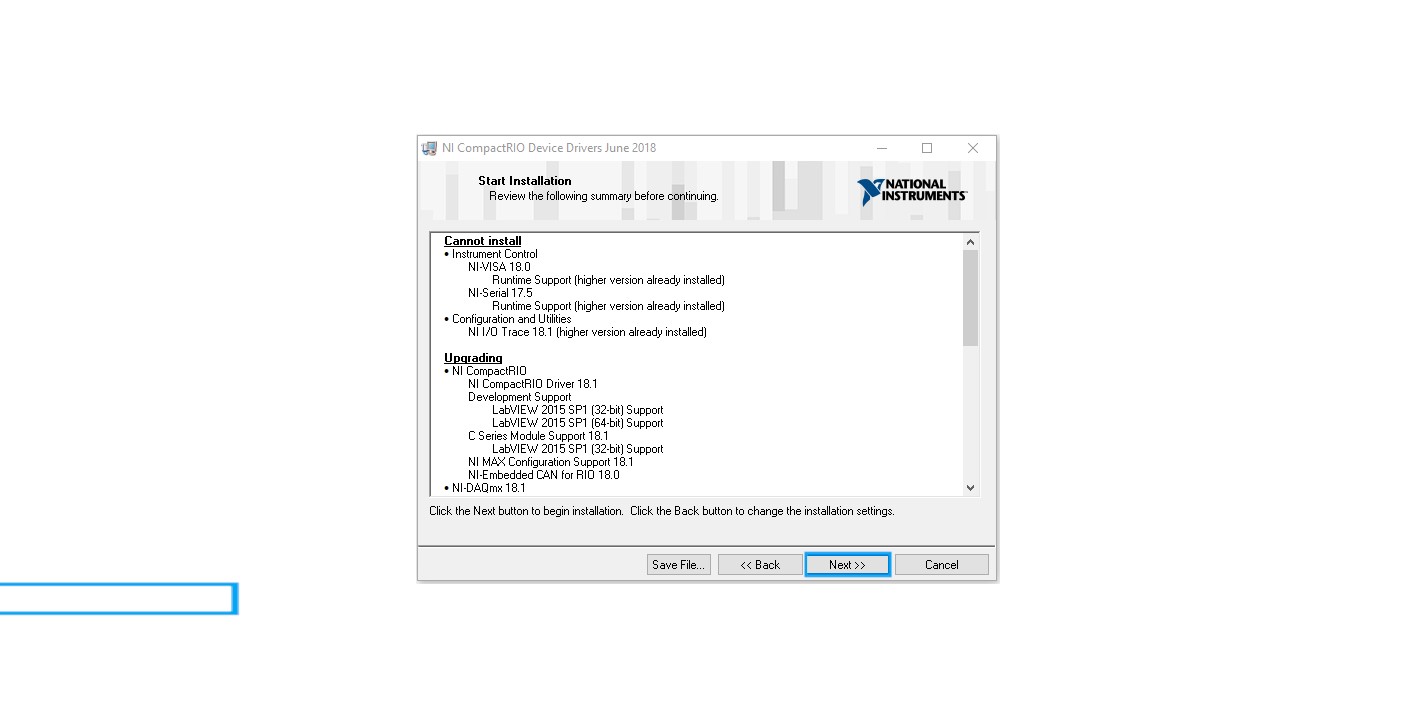 NI CompactRIO Device Drivers June 2018
Start Installation
Review the following summary before continuing.
NATIONAL
INSTRUMENTS™
Cannot install
• Instrument Control
NI-VISA 18.0
Runtime Support (higher version already installed)
NI-Serial 17.5
Runtime Support (higher version already installed)
• Configuration and Utilities
NI I/O Trace 18.1 (higher version already installed)
Upgrading
• NI CompactRIO
NI CompactRIO Driver 18.1
Development Support
LabVIEW 2015 SP1 (32-bit) Support
LabVIEW 2015 SP1 (64-bit) Support
C Series Module Support 18.1
LabVIEW 2015 SP1 (32-bit) Support
NI MAX Configuration Support 18.1
NI-Embedded CAN for RIO 18.0
• NI-DAQmx 18.1
Click the Next button to begin installation.  Click the Back button to change the installation settings.
Save File... << Back Next >> Cancel